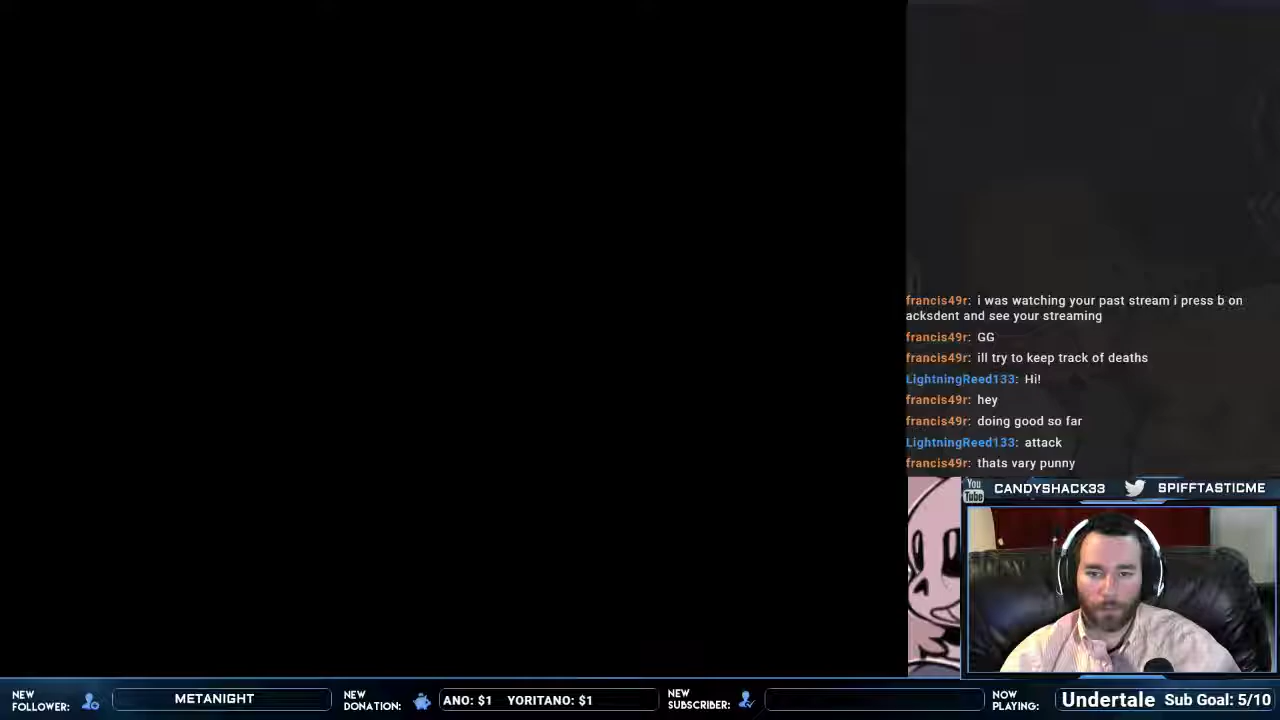 francis49r: i was watching your past stream i press b on
acksdent and see your streaming
francis49r: GG
francis49r: ill try to keep track of deaths
LightningReed133: Hi!
francis49r: hey
francis49r: doing good so far
LightningReed133: attack
francis49r: thats vary punny
You Tube CANDYSHACK33 SPIFFTASTICME
NEW FOLLOWER: METANIGHT NEW DONATION: ANO: $1 YORITANO: $1 NEW SUBSCRIBER: NOW PLAYING: Undertale Sub Goal: 5/10